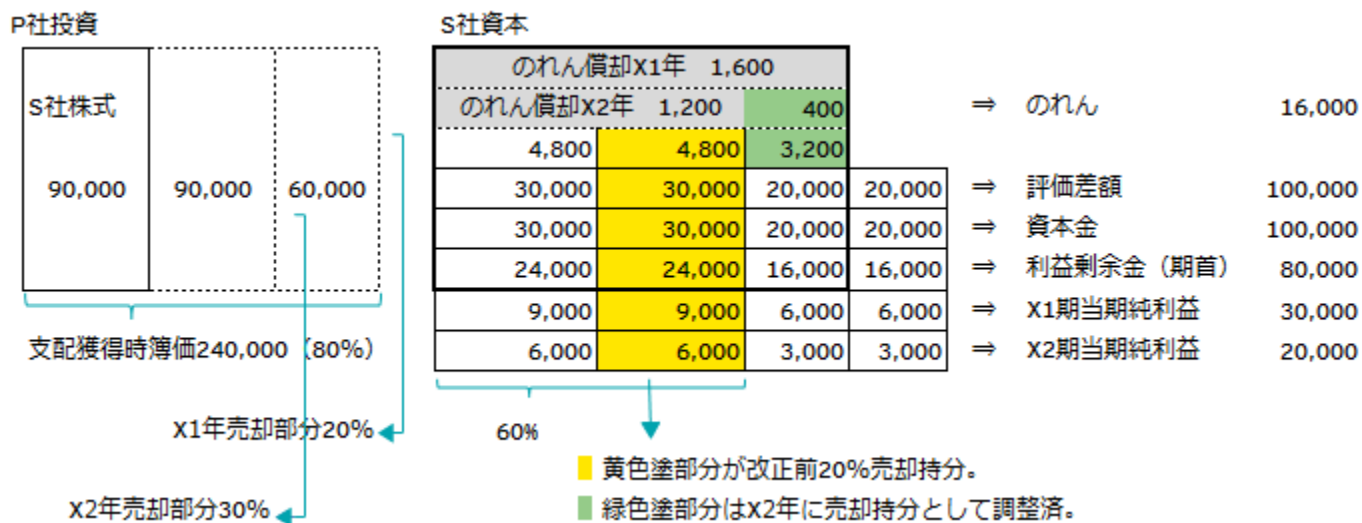 P社投資
S社資本
のれん償却X1年 1,600
S社株式
のれん償却X2年 1,200 400 ⇒ のれん 16,000
4,800 4,800 3,200
90,000 90,000 60,000
30,000 30,000 20,000 20,000 ⇒ 評価差額 100,000
30,000 30,000 20,000 20,000 ⇒ 資本金 100,000
24,000 24,000 16,000 16,000 ⇒ 利益剰余金（期首） 80,000
9,000 9,000 6,000 6,000 ⇒ X1期当期純利益 30,000
支配獲得時簿価240,000（80%）
6,000 6,000 3,000 3,000 ⇒ X2期当期純利益 20,000
X1年売却部分20%
60%
黄色塗部分が改正前20%売却持分。
X2年売却部分30%
緑色塗部分はX2年に売却持分として調整済。